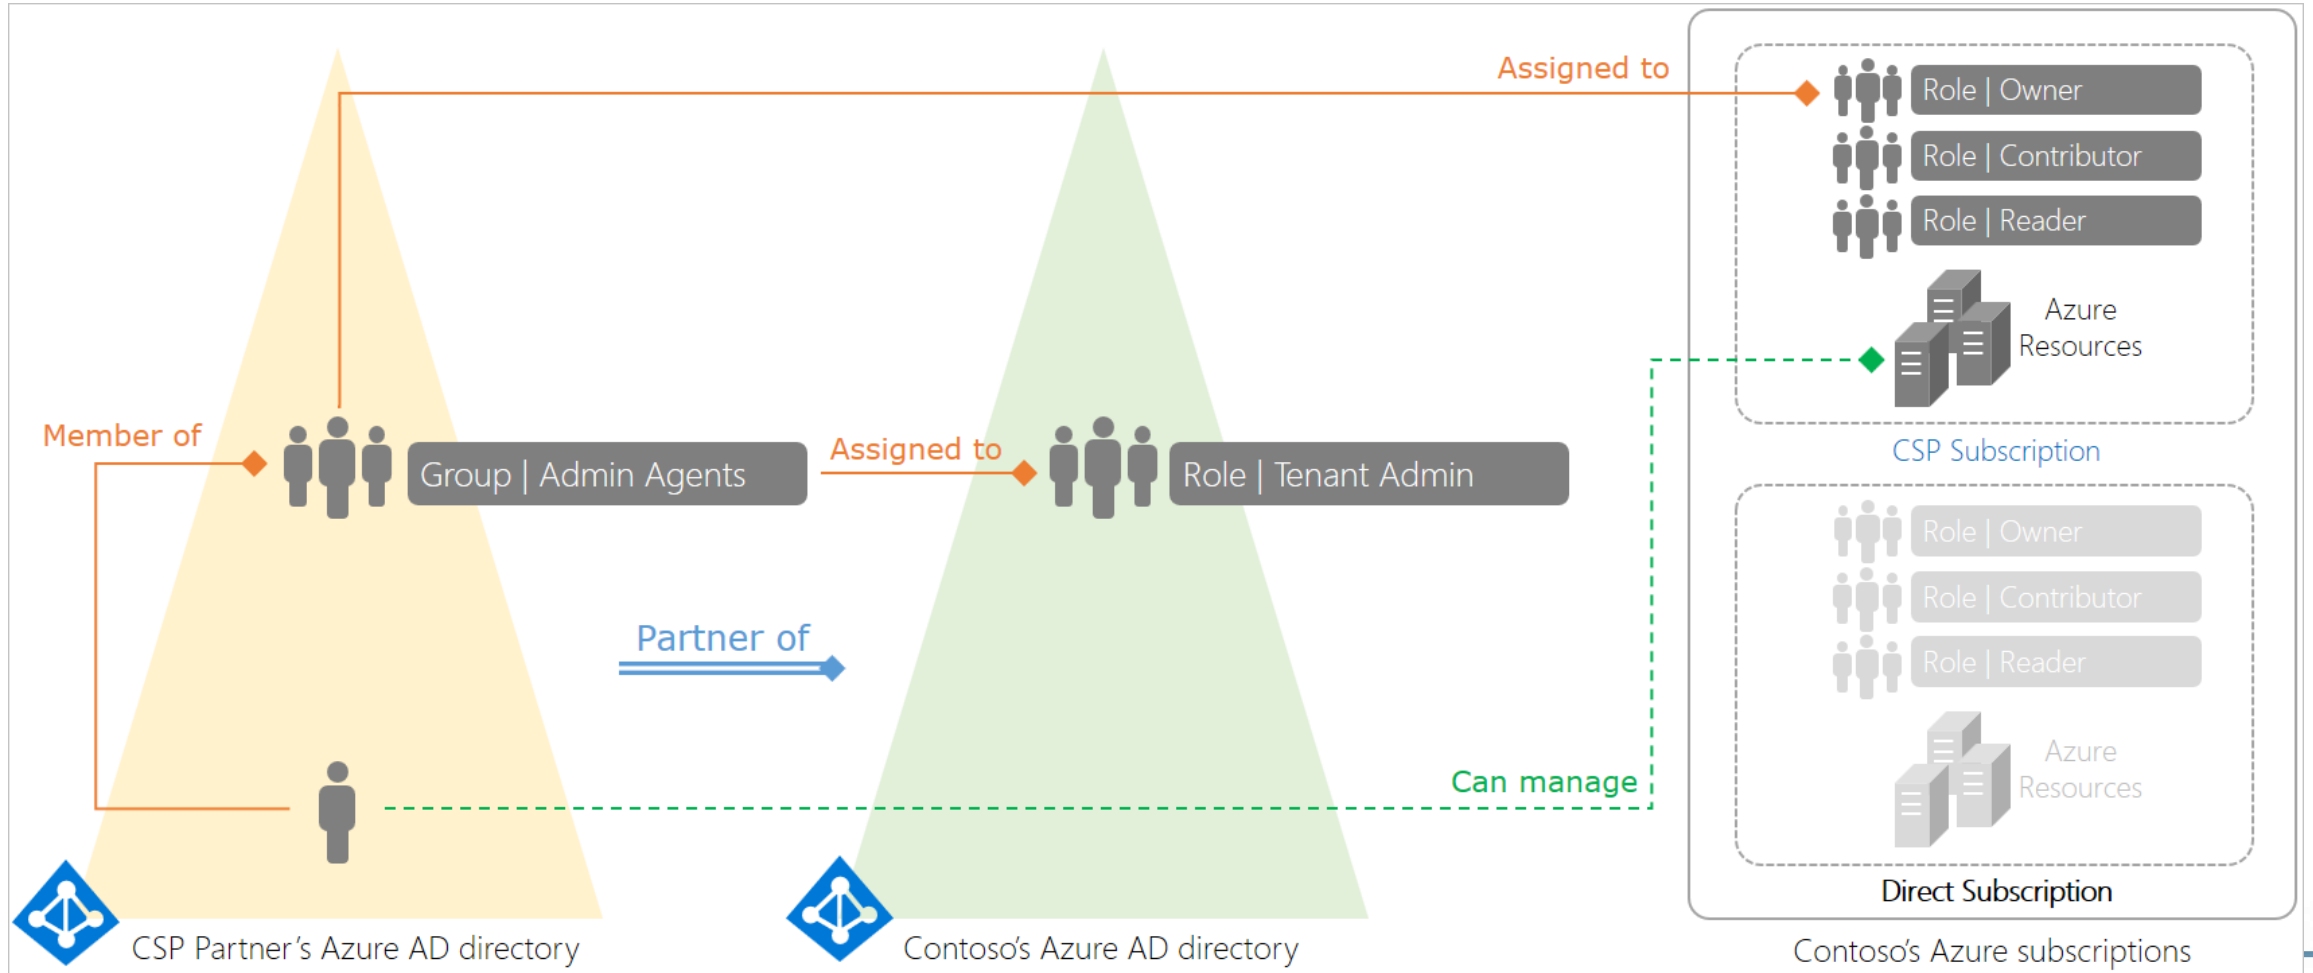 Assigned to
Role | Owner
Role | Contributor
Role | Reader
Azure
Resources
CSP Subscription
Member of
Group | Admin Agents
Assigned to
Role | Tenant Admin
Partner of
Can manage
Role | Owner
Role | Contributor
Role | Reader
Azure
Resources
Direct Subscription
CSP Partner's Azure AD directory
Contoso's Azure AD directory
Contoso's Azure subscriptions